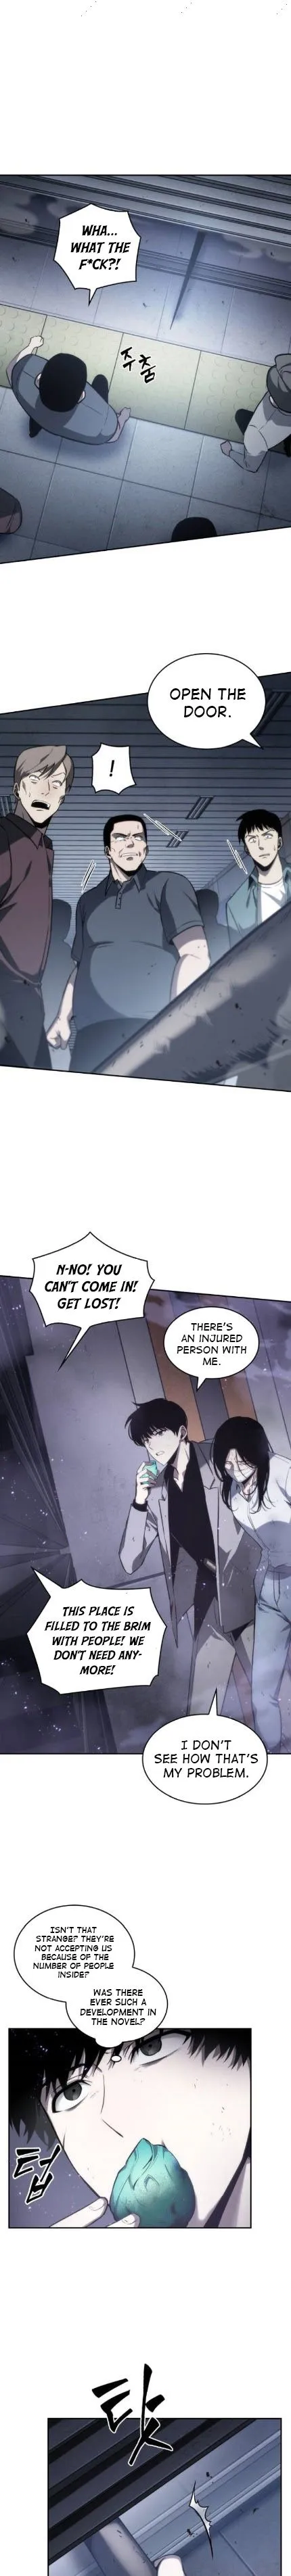 WHA...
WHAT THE
F*CK?!
주춤
OPEN THE
DOOR.
!
N-NO! YOU
CAN'T COME IN!
GET LOST!
THERE'S
AN INJURED
PERSON WITH
ME.
THIS PLACE IS
FILLED TO THE BRIM
WITH PEOPLE! WE
DON'T NEED ANY-
MORE!
I DON'T
SEE HOW THAT'S
MY PROBLEM.
ISN'T THAT
STRANGE? THEY'RE
NOT ACCEPTING US
BECAUSE OF THE
NUMBER OF PEOPLE
INSIDE?
WAS THERE
EVER SUCH A
DEVELOPMENT IN
THE NOVEL?
텁
탓